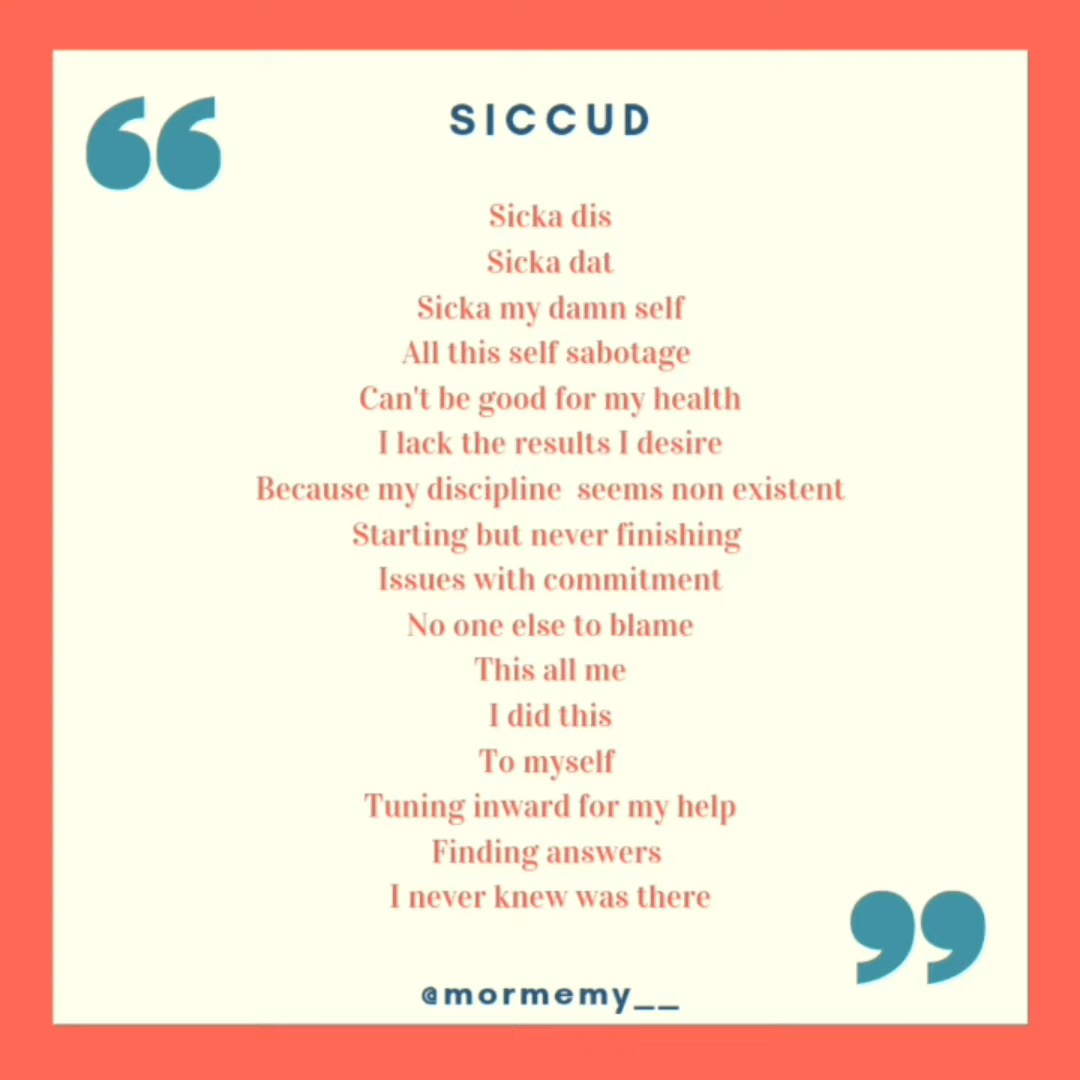 SICCUD
Sicka dis
Sicka dat
Sicka my damn self
All this self sabotage
Can't be good for my health
I lack the results I desire
Because my discipline  seems non existent
Starting but never finishing
Issues with commitment
No one else to blame
This all me
I did this
To myself
Tuning inward for my help
Finding answers
I never knew was there
@mormemy__